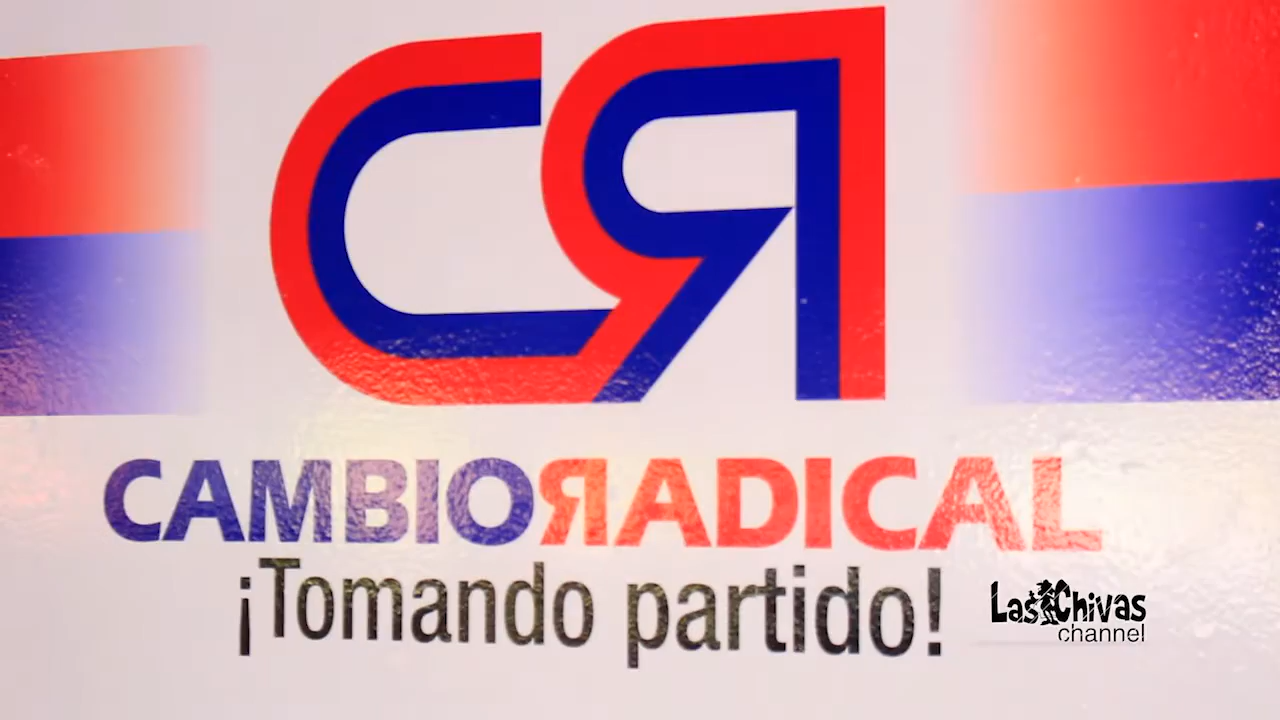 CR
CAMBIORADICAL
¡Tomando partido!
LasChivas
channel